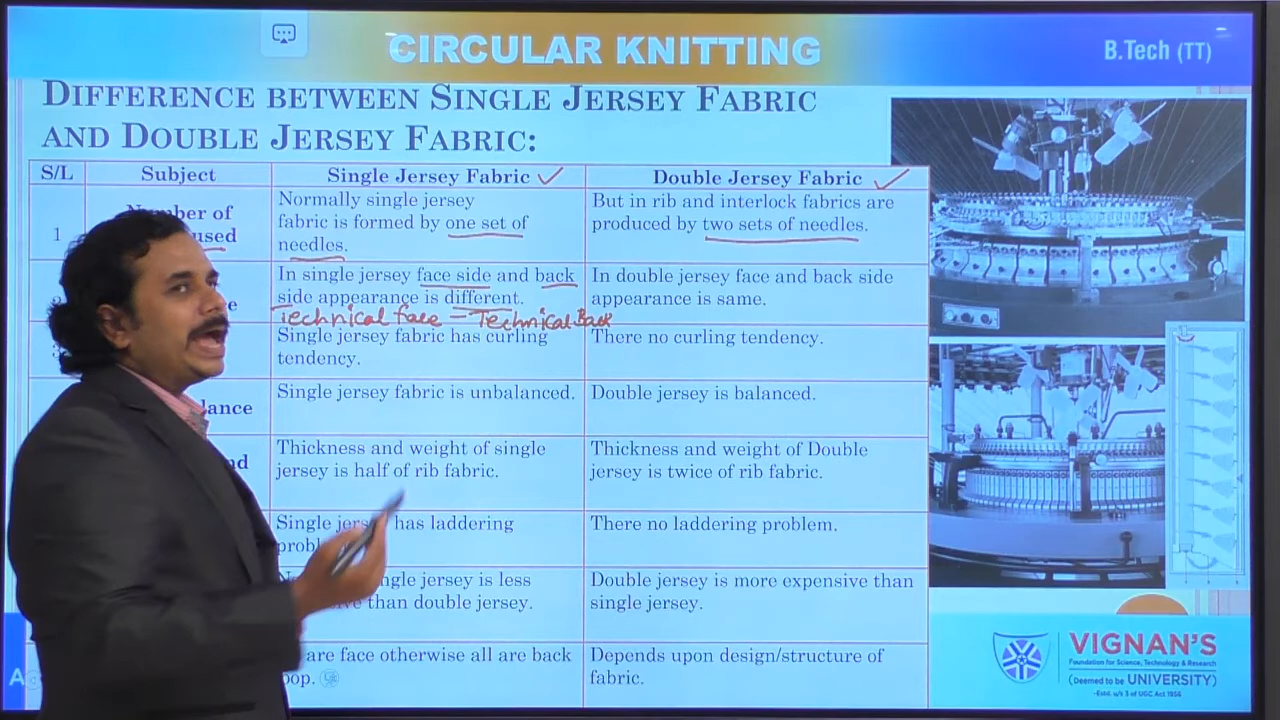 CIRCULAR KNITTING
B.Tech (TT)
DIFFERENCE BETWEEN SINGLE JERSEY FABRIC
AND DOUBLE JERSEY FABRIC:
S/L
Subject
Single Jersey Fabric
Double Jersey Fabric
1
Number of
used
Normally single jersey
fabric is formed by one set of
needles.
But in rib and interlock fabrics are
produced by two sets of needles.
In single jersey face side and back
side appearance is different.
Technical face = Technical Back
In double jersey face and back side
appearance is same.
Single jersey fabric has curling
tendency.
There no curling tendency.
Single jersey fabric is unbalanced.
Double jersey is balanced.
Thickness and weight of single
jersey is half of rib fabric.
Thickness and weight of Double
jersey is twice of rib fabric.
Single has laddering
There no laddering problem.
jersey is less
than double jersey.
Double jersey is more expensive than
single jersey.
are face otherwise all are back
Depends upon design/structure of
fabric.
VIGNAN'S
Foundation for Science, Technology & Research
(Deemed to be UNIVERSITY)
-Estd. u/s 3 of UGC Act 1956